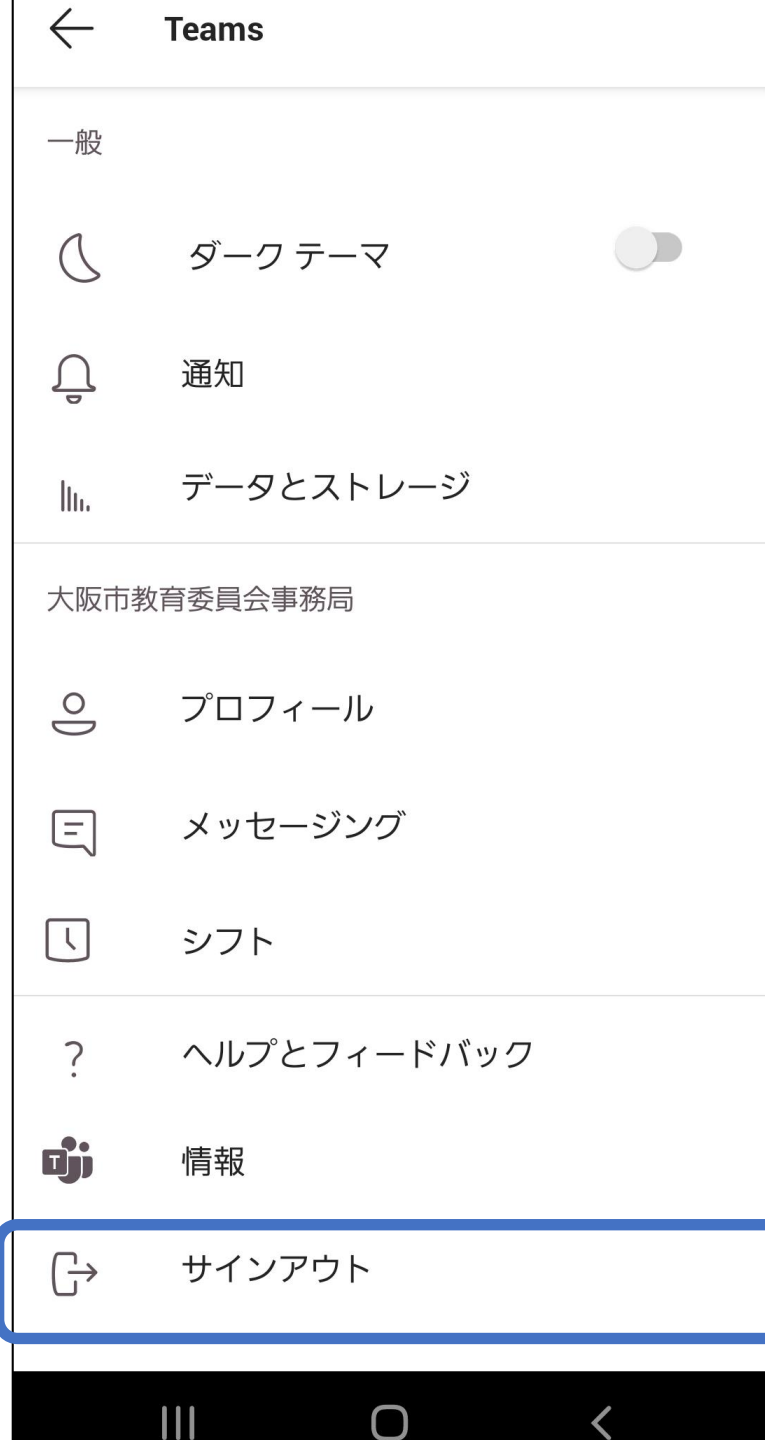 Teams
一般
ダーク テーマ
通知
データとストレージ
大阪市教育委員会事務局
プロフィール
メッセージング
シフト
ヘルプとフィードバック
情報
サインアウト